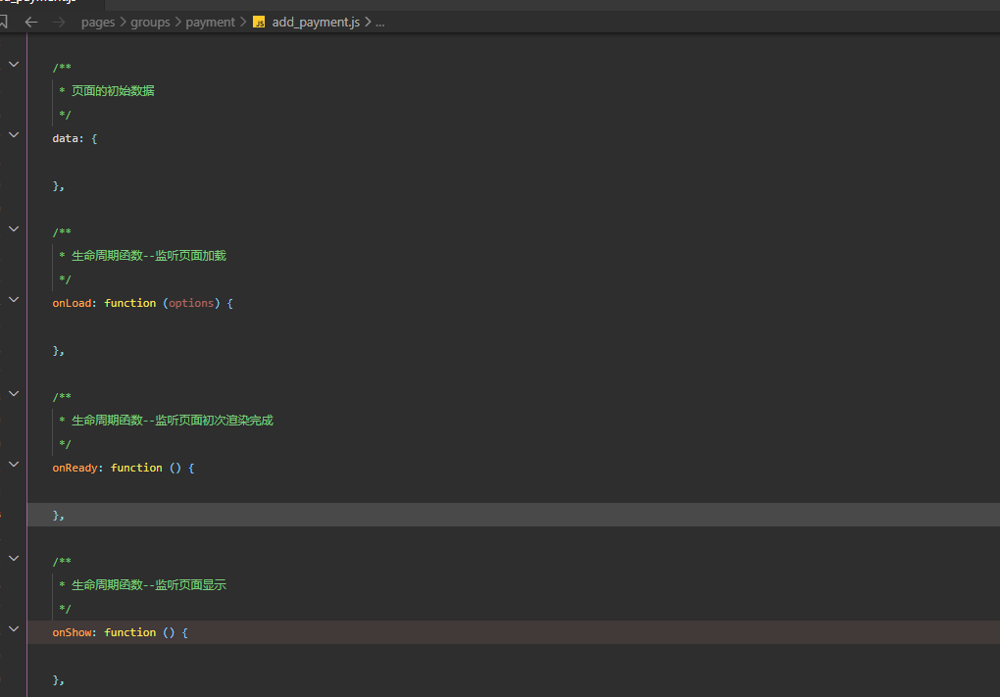 pages > groups > payment > JS add_payment.js > ...
/**
* 页面的初始数据
*/
data: {
},
/**
* 生命周期函数--监听页面加载
*/
onLoad: function (options) {
},
/**
* 生命周期函数--监听页面初次渲染完成
*/
onReady: function () {
},
/**
* 生命周期函数--监听页面显示
*/
onShow: function () {
},